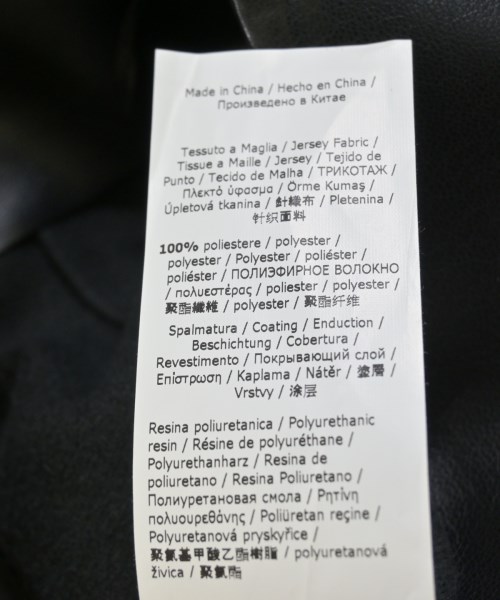 Made in China / Hecho en China /
Произведено в Китае
Tessuto a Maglia / Jersey Fabric /
Tissue a Maille / Jersey / Tejido de
Punto / Tecido de Malha / ТРИКОТАЖ /
Πλεκτό ύφασμα / Örme Kumaş /
Úpletová tkanina / 針織布 / Pletenina /
针织面料
100% poliestere / polyester /
polyester / Polyester / poliéster /
poliéster / ПОЛИЭФИРНОЕ ВОЛОКНО
/ πολυεστέρας / poliester / polyester /
聚酯纖維 / polyester / 聚酯纤维
Spalmatura / Coating / Enduction /
Beschichtung / Cobertura /
Revestimento / Покрывающий слой /
Επίστρωση / Kaplama / Nátěr / 塗層 /
Vrstvy / 涂层
Resina poliuretanica / Polyurethanic
resin / Résine de polyuréthane /
Polyurethanharz / Resina de
poliuretano / Resina Poliuretano /
Полиуретановая смола / Ρητίνη
πολυουρεθάνης / Poliüretan reçine /
Polyuretanová pryskyřice /
聚氨基甲酸乙酯樹脂 / polyuretanová
živica / 聚氨酯